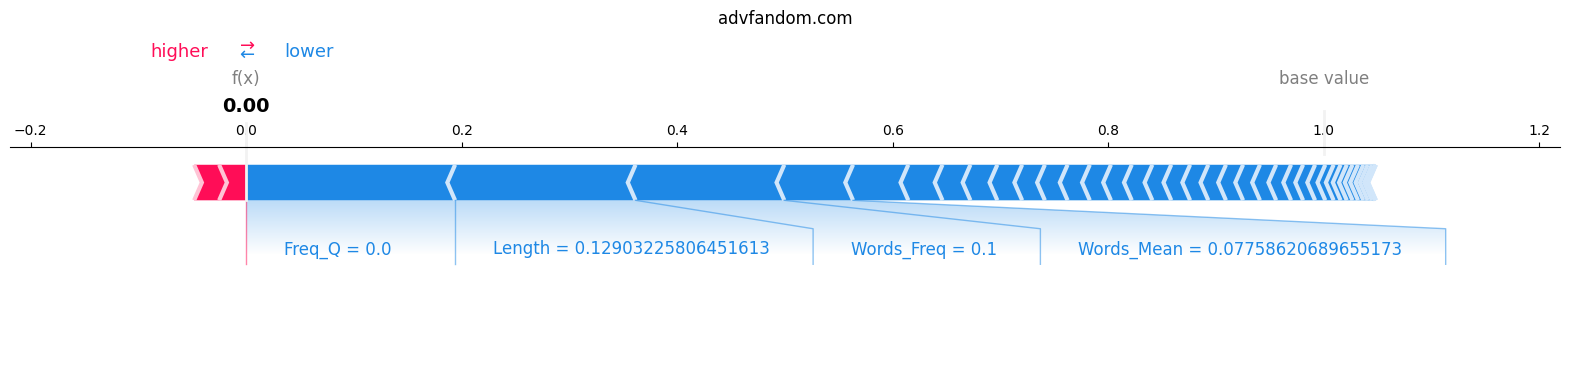 advfandom.com
higher ⇄ lower
f(x) base value
0.00
−0.2 0.0 0.2 0.4 0.6 0.8 1.0 1.2
Freq_Q = 0.0 Length = 0.12903225806451613 Words_Freq = 0.1 Words_Mean = 0.07758620689655173